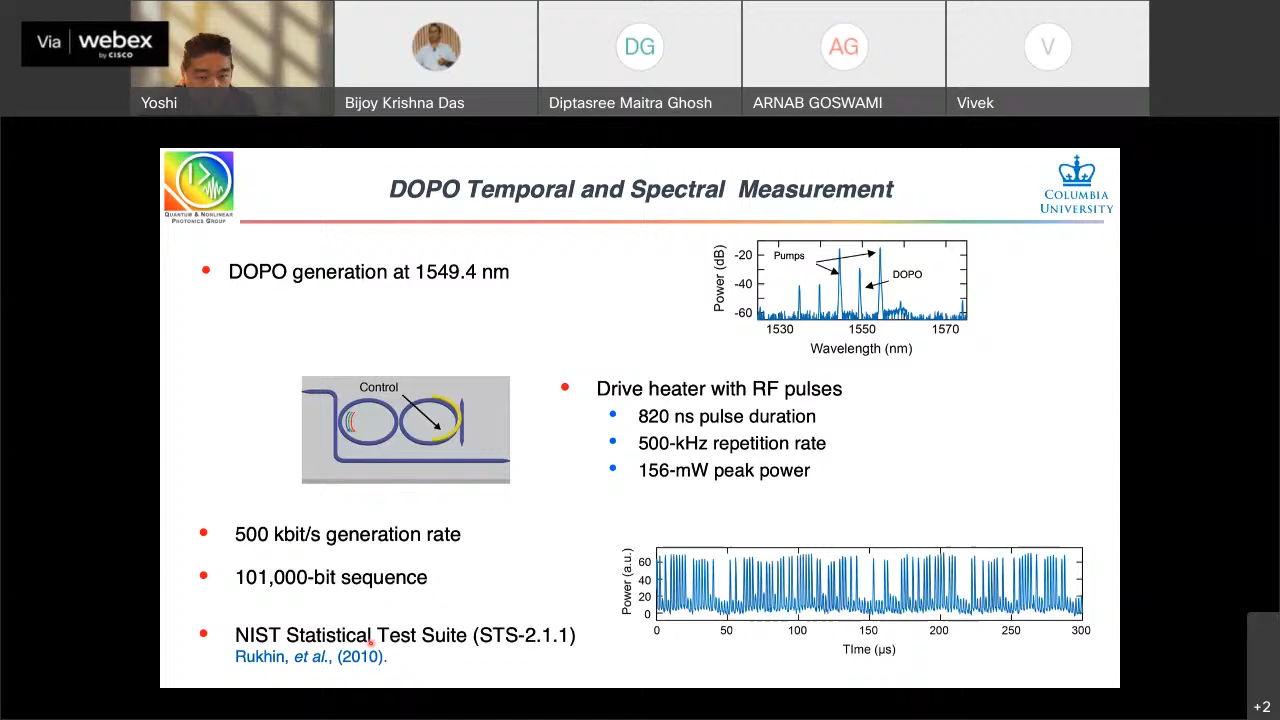 Via webex
by CISCO
DG
AG
V
Yoshi
Bijoy Krishna Das
Diptasree Maitra Ghosh
ARNAB GOSWAMI
Vivek
QUANTUM & NONLINEAR
PHOTONICS GROUP
DOPO Temporal and Spectral Measurement
COLUMBIA
UNIVERSITY
DOPO generation at 1549.4 nm
Power (dB)
-20
-40
-60
Pumps
DOPO
1530 1550 1570
Wavelength (nm)
Control
Drive heater with RF pulses
820 ns pulse duration
500-kHz repetition rate
156-mW peak power
500 kbit/s generation rate
101,000-bit sequence
NIST Statistical Test Suite (STS-2.1.1)
Rukhin, et al., (2010).
Power (a.u.)
60
40
20
0
0 50 100 150 200 250 300
TIme (μs)
+2